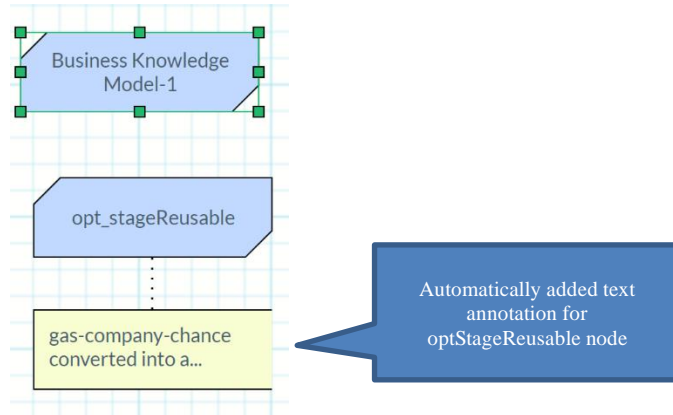 Business Knowledge
Model-1
opt_stageReusable
gas-company-chance
converted into a...
Automatically added text
annotation for
optStageReusable node